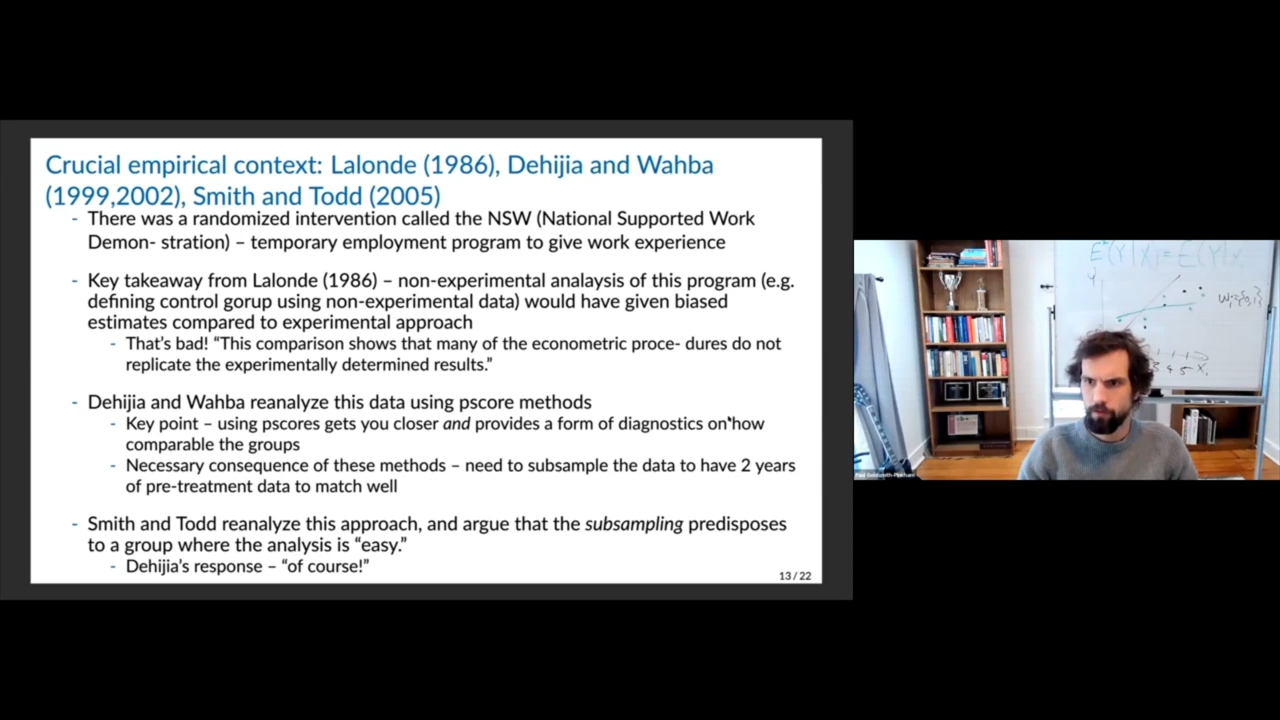 Crucial empirical context: Lalonde (1986), Dehijia and Wahba
(1999,2002), Smith and Todd (2005)
- There was a randomized intervention called the NSW (National Supported Work
Demon- stration) – temporary employment program to give work experience
- Key takeaway from Lalonde (1986) – non-experimental analaysis of this program (e.g.
defining control gorup using non-experimental data) would have given biased
estimates compared to experimental approach
- That's bad! “This comparison shows that many of the econometric proce- dures do not
replicate the experimentally determined results.”
- Dehijia and Wahba reanalyze this data using pscore methods
- Key point – using pscores gets you closer and provides a form of diagnostics on how
comparable the groups
- Necessary consequence of these methods – need to subsample the data to have 2 years
of pre-treatment data to match well
- Smith and Todd reanalyze this approach, and argue that the subsampling predisposes
to a group where the analysis is “easy.”
- Dehijia's response – “of course!”
13 / 22
Paul Goldsmith-Pinkham